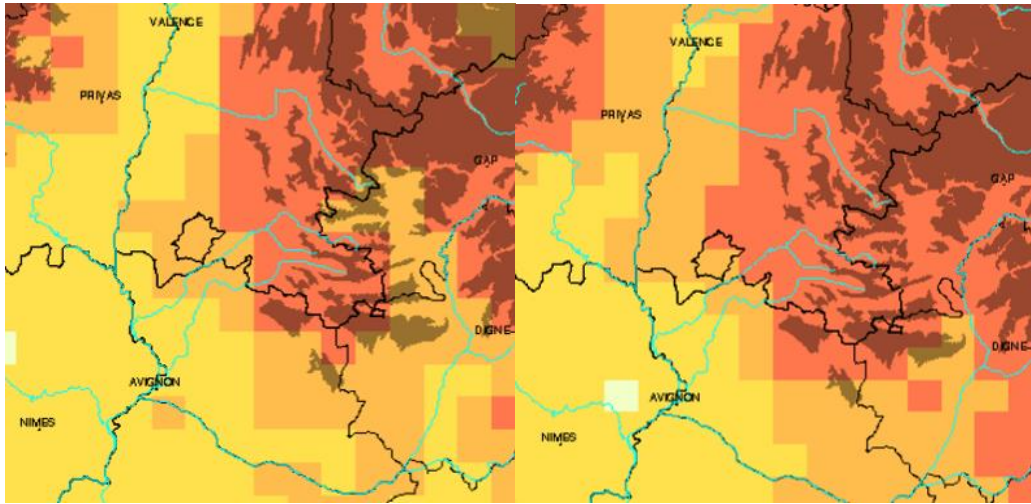 VALENCE
PRIVAS
GAP
DIGNE-
AVIGNON
NIMES
VALENCE
PRIVAS
GAP
DIGNE-
AVIGNON
NIMES